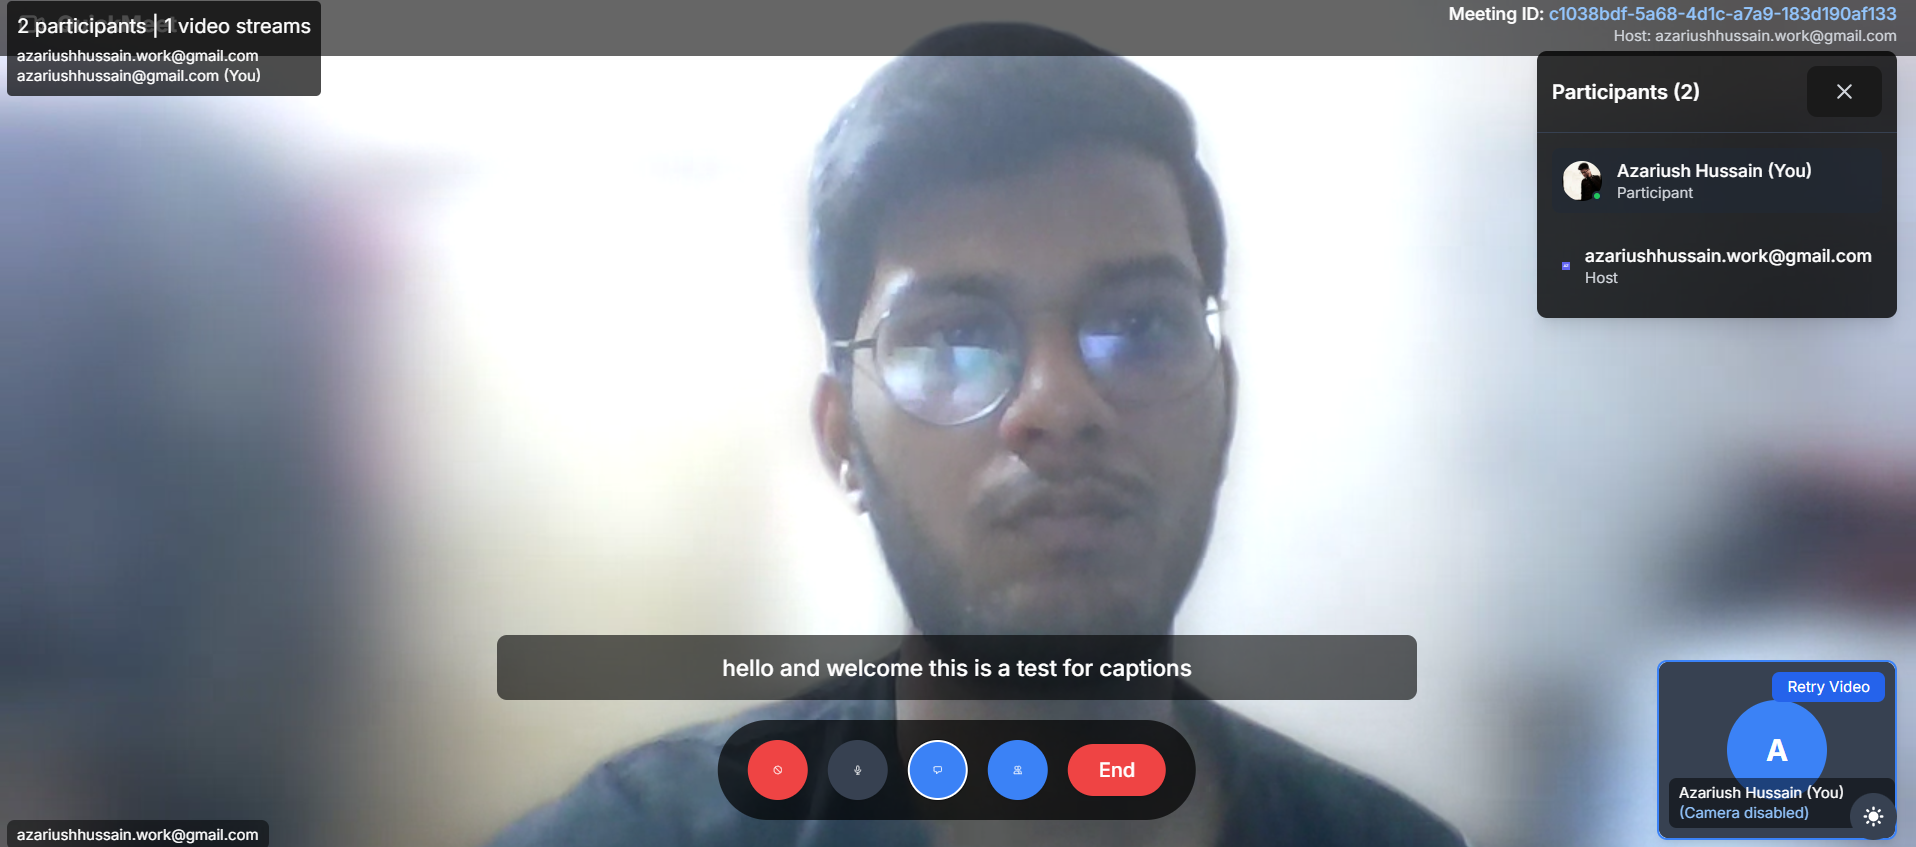 2 participants | 1 video streams
azariushhussain.work@gmail.com
azariushhussain@gmail.com (You)
Meeting ID: c1038bdf-5a68-4d1c-a7a9-183d190af133
Host: azariushhussain.work@gmail.com
Participants (2)
Azariush Hussain (You)
Participant
azariushhussain.work@gmail.com
Host
hello and welcome this is a test for captions
End
Retry Video
A
Azariush Hussain (You)
(Camera disabled)
azariushhussain.work@gmail.com